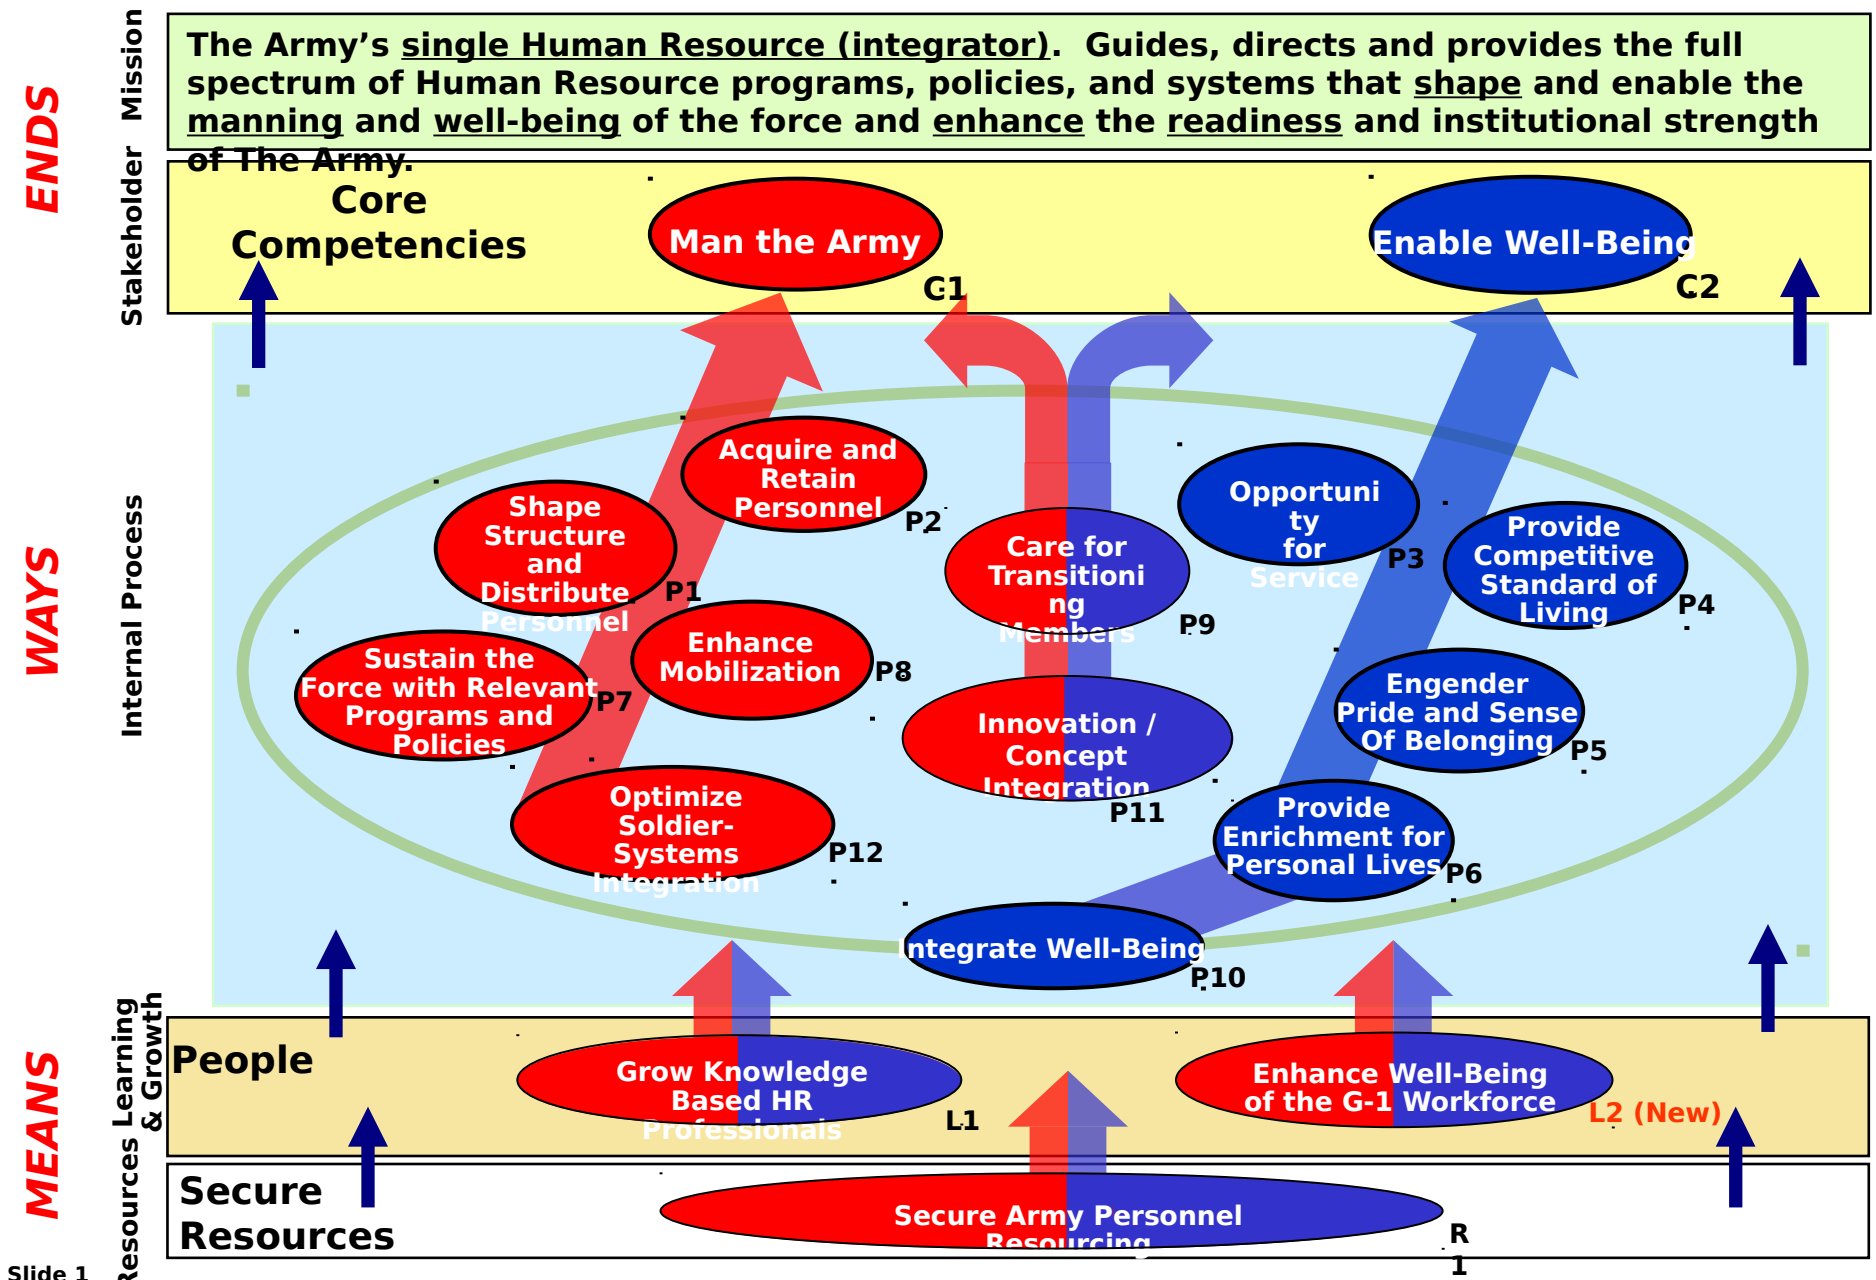 ENDS
Mission
The Army’s single Human Resource (integrator).  Guides, directs and provides the full
spectrum of Human Resource programs, policies, and systems that shape and enable the
manning and well-being of the force and enhance the readiness and institutional strength
of The Army.
Stakeholder
Core
Competencies
Man the Army
C1
Enable Well-Being
C2
WAYS
Internal Process
Acquire and
Retain
Personnel
P2
Shape
Structure
and
Distribute
Personnel
P1
Opportuni
ty
for
Service
P3
Provide
Competitive
Standard of
Living
P4
Care for
Transitioni
ng
Members
P9
Enhance
Mobilization
P8
Sustain the
Force with Relevant
Programs and
Policies
P7
Engender
Pride and Sense
Of Belonging
P5
Innovation /
Concept
Integration
P11
Optimize
Soldier-
Systems
Integration
P12
Provide
Enrichment for
Personal Lives
P6
Integrate Well-Being
P10
MEANS
Learning
& Growth
People
Grow Knowledge
Based HR
Professionals
L1
Enhance Well-Being
of the G-1 Workforce
L2 (New)
Resources
Secure
Resources
Secure Army Personnel
Resourcing
R
1
Slide 1